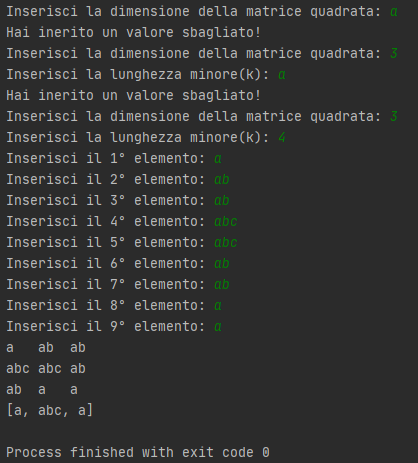 Inserisci la dimensione della matrice quadrata: a
Hai inerito un valore sbagliato!
Inserisci la dimensione della matrice quadrata: 3
Inserisci la lunghezza minore(k): a
Hai inerito un valore sbagliato!
Inserisci la dimensione della matrice quadrata: 3
Inserisci la lunghezza minore(k): 4
Inserisci il 1° elemento: a
Inserisci il 2° elemento: ab
Inserisci il 3° elemento: ab
Inserisci il 4° elemento: abc
Inserisci il 5° elemento: abc
Inserisci il 6° elemento: ab
Inserisci il 7° elemento: ab
Inserisci il 8° elemento: a
Inserisci il 9° elemento: a
a   ab  ab
abc abc ab
ab  a   a
[a, abc, a]
Process finished with exit code 0